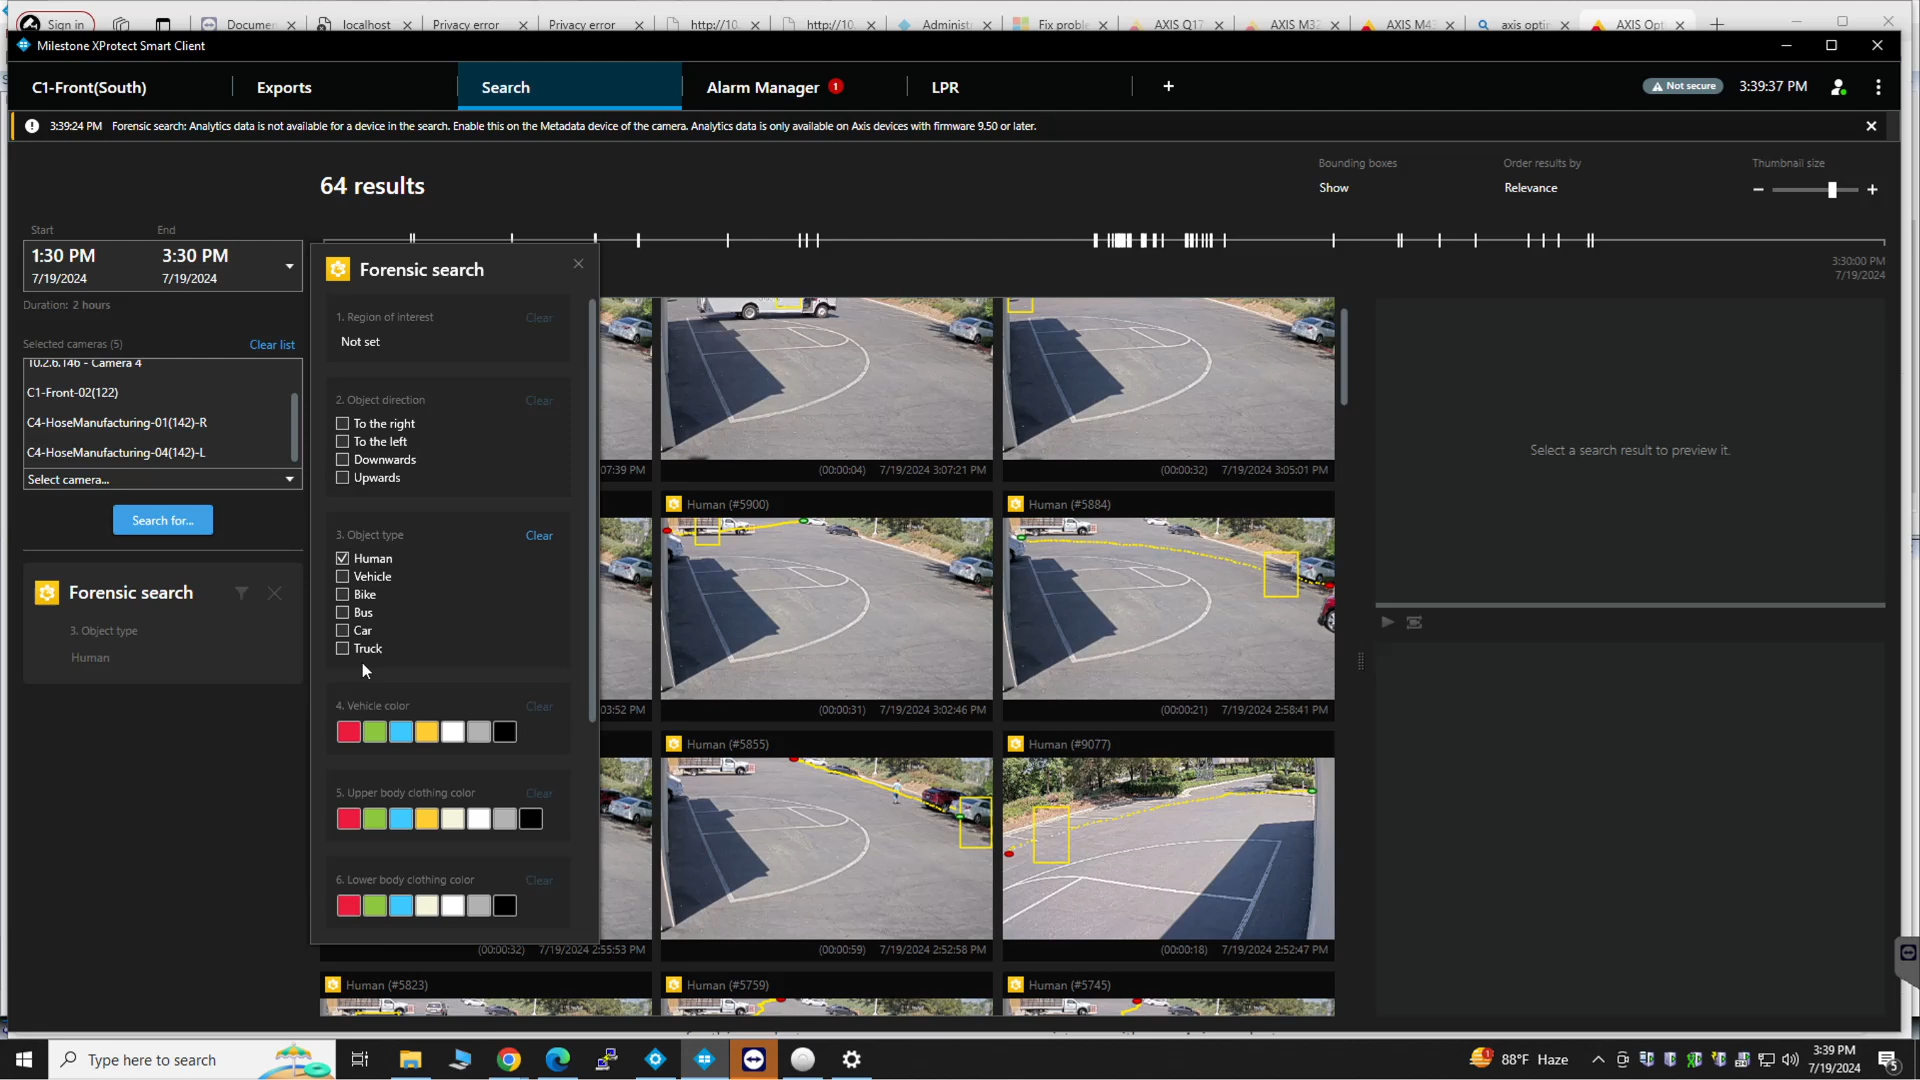 Sign in
Documen
localhost
Privacy error
Privacy error
http://10.
http://10.
Administ
Fix proble
AXIS Q17
AXIS M32
AXIS M43
axis optin
AXIS Opt
Milestone XProtect Smart Client
C1-Front(South)
Exports
Search
Alarm Manager 1
LPR
Not secure
3:39:37 PM
3:39:24 PM Forensic search: Analytics data is not available for a device in the search. Enable this on the Metadata device of the camera. Analytics data is only available on Axis devices with firmware 9.50 or later.
64 results
Bounding boxes
Show
Order results by
Relevance
Thumbnail size
Start
End
1:30 PM
3:30 PM
7/19/2024
7/19/2024
Duration: 2 hours
3:30:00 PM
7/19/2024
Selected cameras (5)
Clear list
10.2.6.146 - Camera 4
C1-Front-02(122)
C4-HoseManufacturing-01(142)-R
C4-HoseManufacturing-04(142)-L
Select camera...
Search for...
Forensic search
3. Object type
Human
Forensic search
1. Region of interest
Clear
Not set
2. Object direction
Clear
To the right
To the left
Downwards
Upwards
3. Object type
Clear
Human
Vehicle
Bike
Bus
Car
Truck
4. Vehicle color
Clear
5. Upper body clothing color
Clear
6. Lower body clothing color
Clear
07:39 PM
(00:00:04) 7/19/2024 3:07:21 PM
(00:00:32) 7/19/2024 3:05:01 PM
Human (#5900)
Human (#5884)
03:52 PM
(00:00:31) 7/19/2024 3:02:46 PM
(00:00:21) 7/19/2024 2:58:41 PM
Human (#5855)
Human (#9077)
(00:00:32) 7/19/2024 2:55:53 PM
(00:00:59) 7/19/2024 2:52:58 PM
(00:00:18) 7/19/2024 2:52:47 PM
Human (#5823)
Human (#5759)
Human (#5745)
Select a search result to preview it.
Type here to search
88°F Haze
3:39 PM
7/19/2024
5